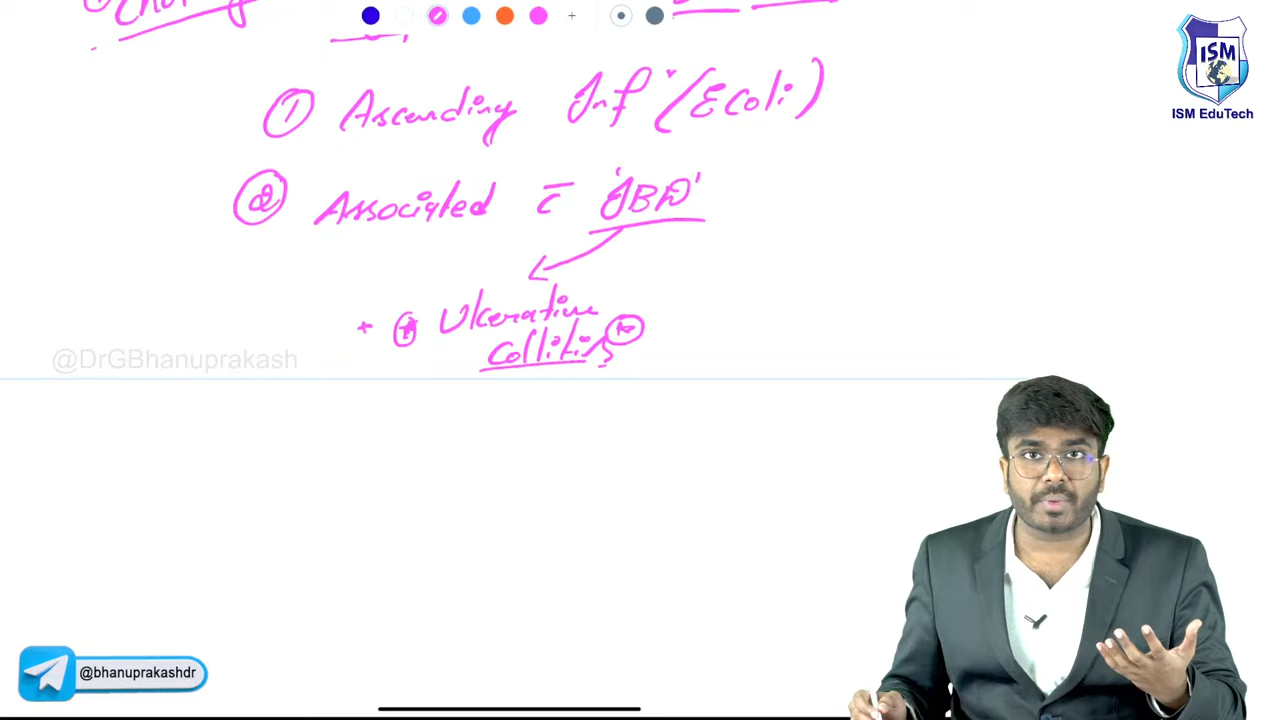 ISM
ISM EduTech
① Ascending Inf^n (E Coli)
② Associated c̅ 'IBD'
+ Ulcerative
Collitis
@DrGBhanuprakash
@bhanuprakashdr